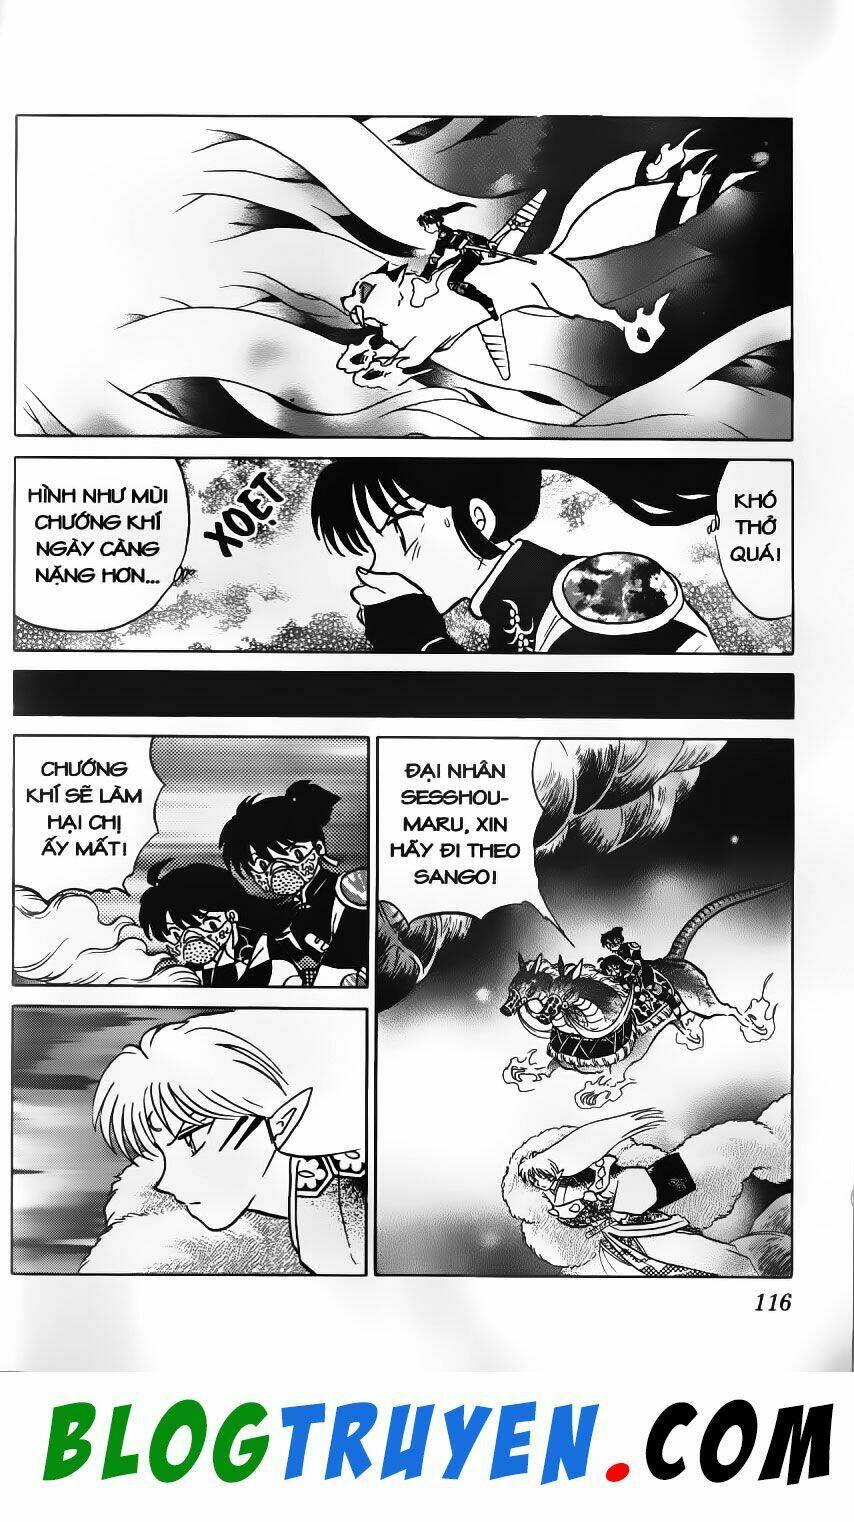 KHÓ
THỞ
QUÁ!
XOẸT
HÌNH NHƯ MÙI
CHƯỚNG KHÍ
NGÀY CÀNG
NẶNG HƠN...
ĐẠI NHÂN
SESSHOU-
MARU, XIN
HÃY ĐI THEO
SANGO!
CHƯỚNG
KHÍ SẼ LÀM
HẠI CHỊ
ẤY MẤT!
116
BLOGTRUYEN.COM